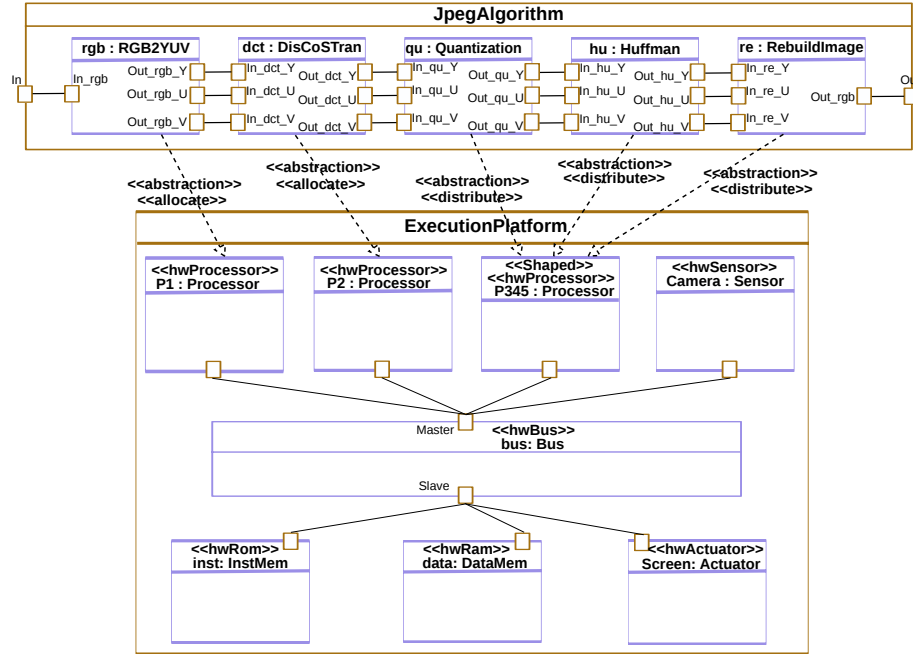 JpegAlgorithm
rgb : RGB2YUV
dct : DisCoSTran
qu : Quantization
hu : Huffman
re : RebuildImage
In
In_rgb
Out_rgb_Y
Out_rgb_U
Out_rgb_V
In_dct_Y
In_dct_U
In_dct_V
Out_dct_Y
Out_dct_U
Out_dct_V
In_qu_Y
In_qu_U
In_qu_V
Out_qu_Y
Out_qu_U
Out_qu_V
In_hu_Y
In_hu_U
In_hu_V
Out_hu_Y
Out_hu_U
Out_hu_V
In_re_Y
In_re_U
In_re_V
Out_rgb
<<abstraction>>
<<allocate>>
<<abstraction>>
<<allocate>>
<<abstraction>>
<<distribute>>
<<abstraction>>
<<distribute>>
<<abstraction>>
<<distribute>>
ExecutionPlatform
<<hwProcessor>>
P1 : Processor
<<hwProcessor>>
P2 : Processor
<<Shaped>>
<<hwProcessor>>
P345 : Processor
<<hwSensor>>
Camera : Sensor
Master
<<hwBus>>
bus: Bus
Slave
<<hwRom>>
inst: InstMem
<<hwRam>>
data: DataMem
<<hwActuator>>
Screen: Actuator